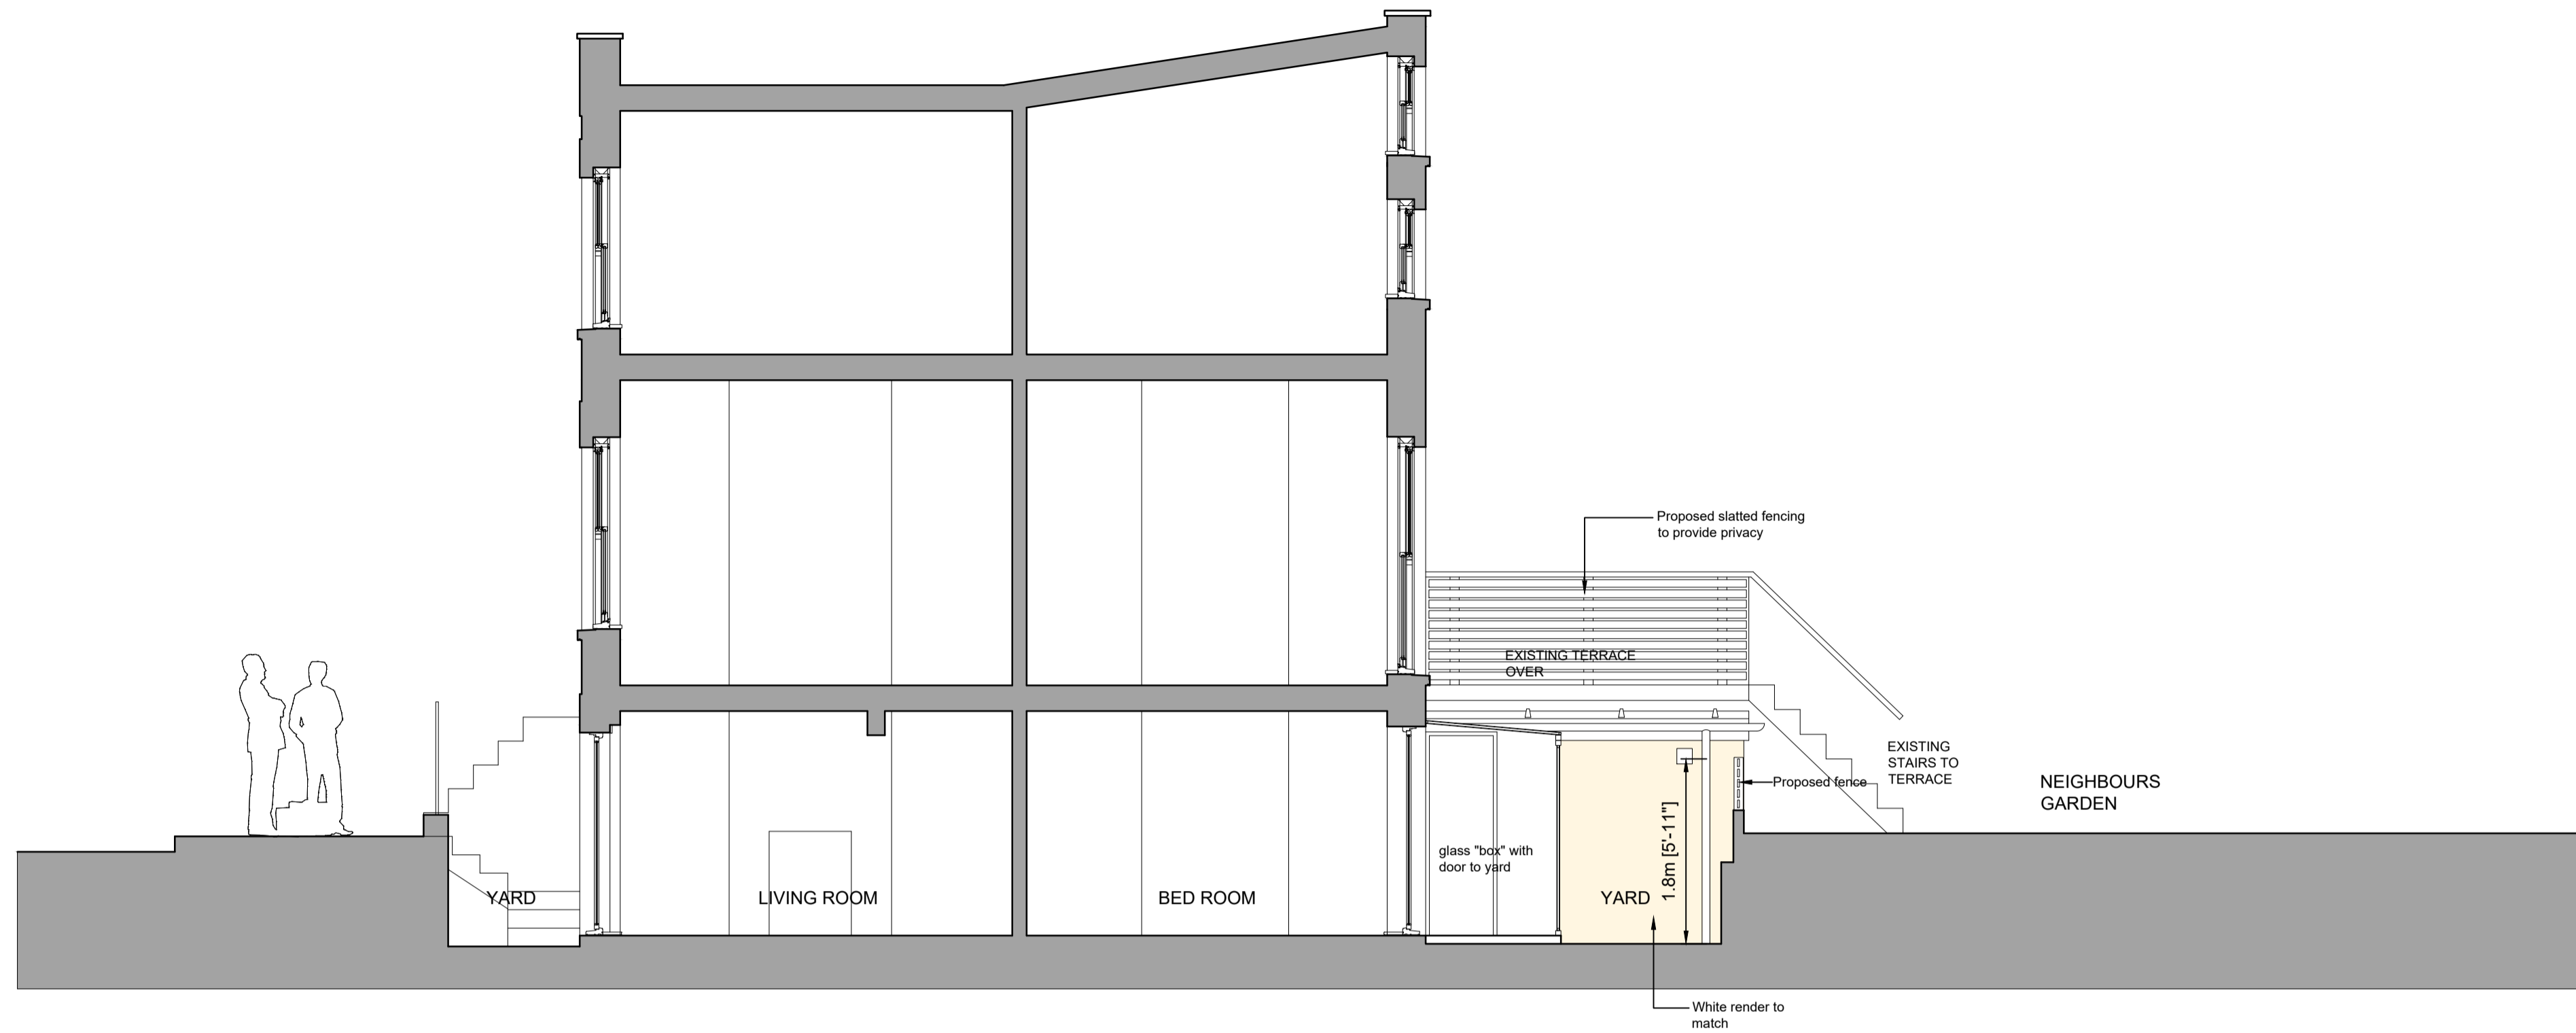 Proposed slatted fencing
to provide privacy
EXISTING TERRACE
OVER
EXISTING
STAIRS TO
TERRACE
Proposed fence
NEIGHBOURS
GARDEN
1.8m [5'-11"]
glass "box" with
door to yard
YARD
LIVING ROOM
BED ROOM
YARD
White render to
match